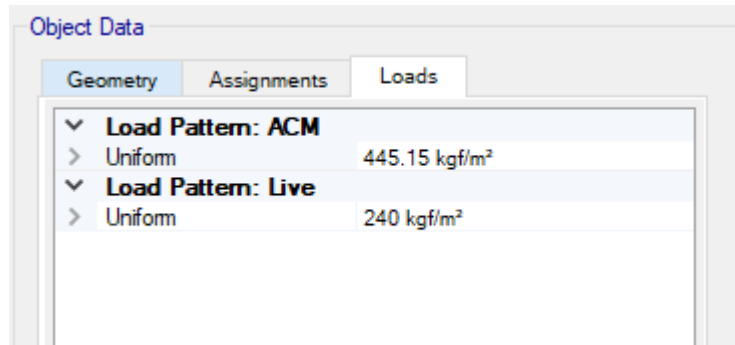 Object Data
Geometry Assignments Loads
Load Pattern: ACM
Uniform 445.15 kgf/m²
Load Pattern: Live
Uniform 240 kgf/m²